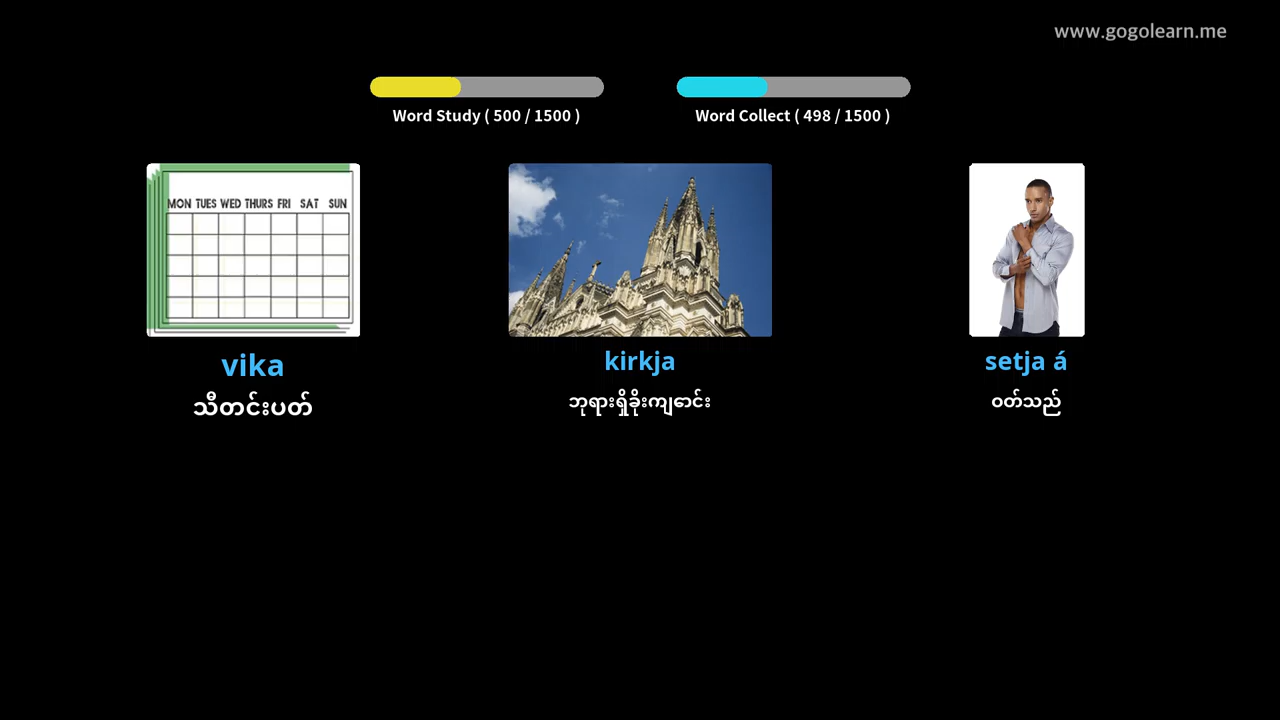 www.gogolearn.me
Word Study ( 500 / 1500 )
Word Collect ( 498 / 1500 )
MON TUES WED THURS FRI SAT SUN
vika
kirkja
setja á
သီတင်းပတ်
ဘုရားရှိခိုးကျောင်း
ဝတ်သည်